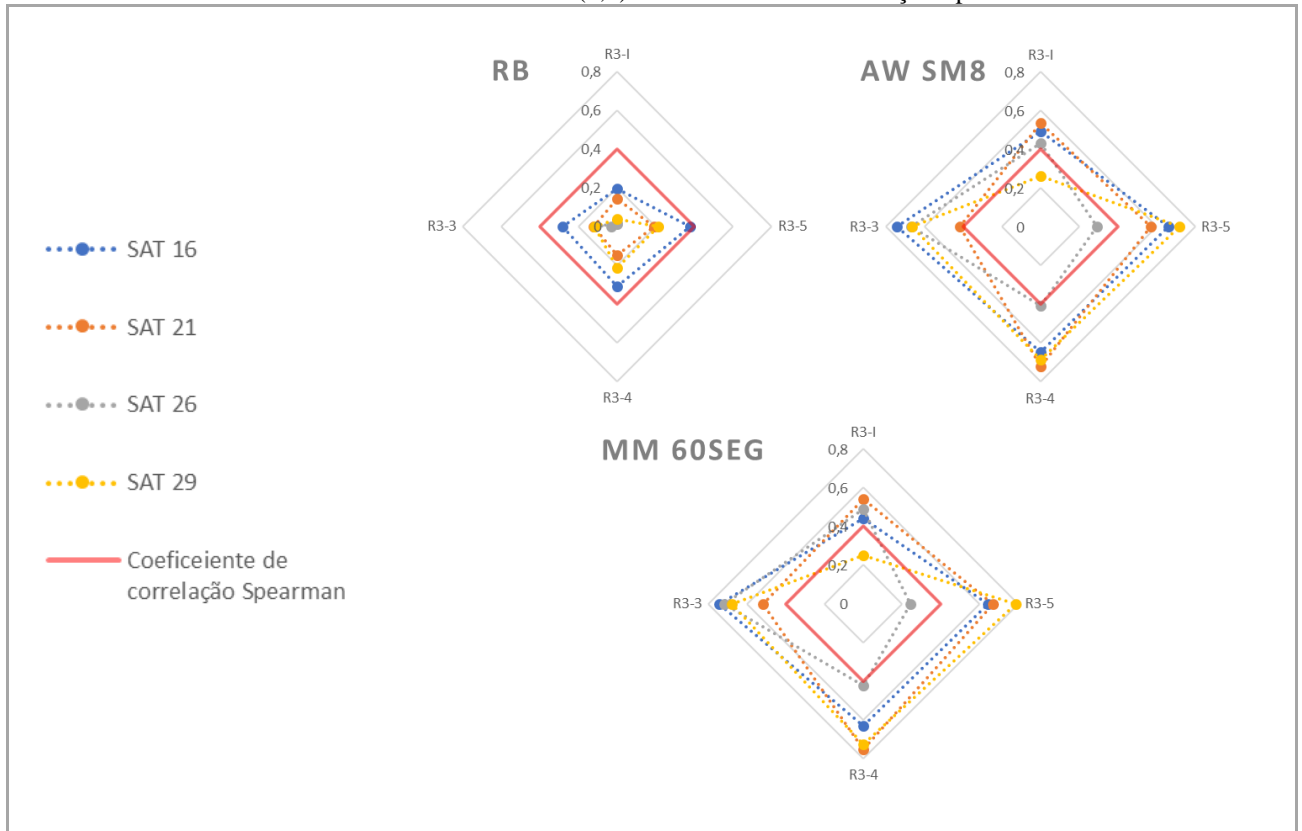 SAT 16
SAT 21
SAT 26
SAT 29
Coeficeiente de
correlação Spearman
RB
R3-I
0,8
0,6
0,4
0,2
0
R3-3
R3-5
R3-4
AW SM8
R3-I
0,8
0,6
0,4
0,2
0
R3-3
R3-5
R3-4
MM 60SEG
R3-I
0,8
0,6
0,4
0,2
0
R3-3
R3-5
R3-4